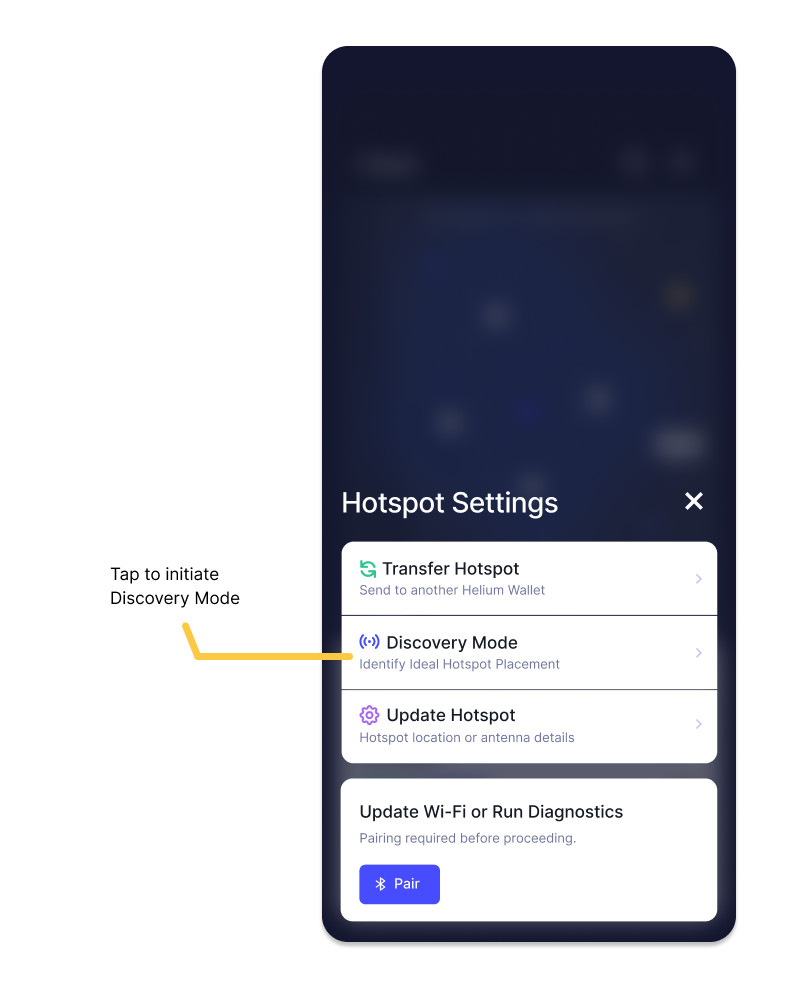 Hotspot Settings
Transfer Hotspot
Send to another Helium Wallet
Tap to initiate
Discovery Mode
Discovery Mode
Identify Ideal Hotspot Placement
Update Hotspot
Hotspot location or antenna details
Update Wi-Fi or Run Diagnostics
Pairing required before proceeding.
Pair